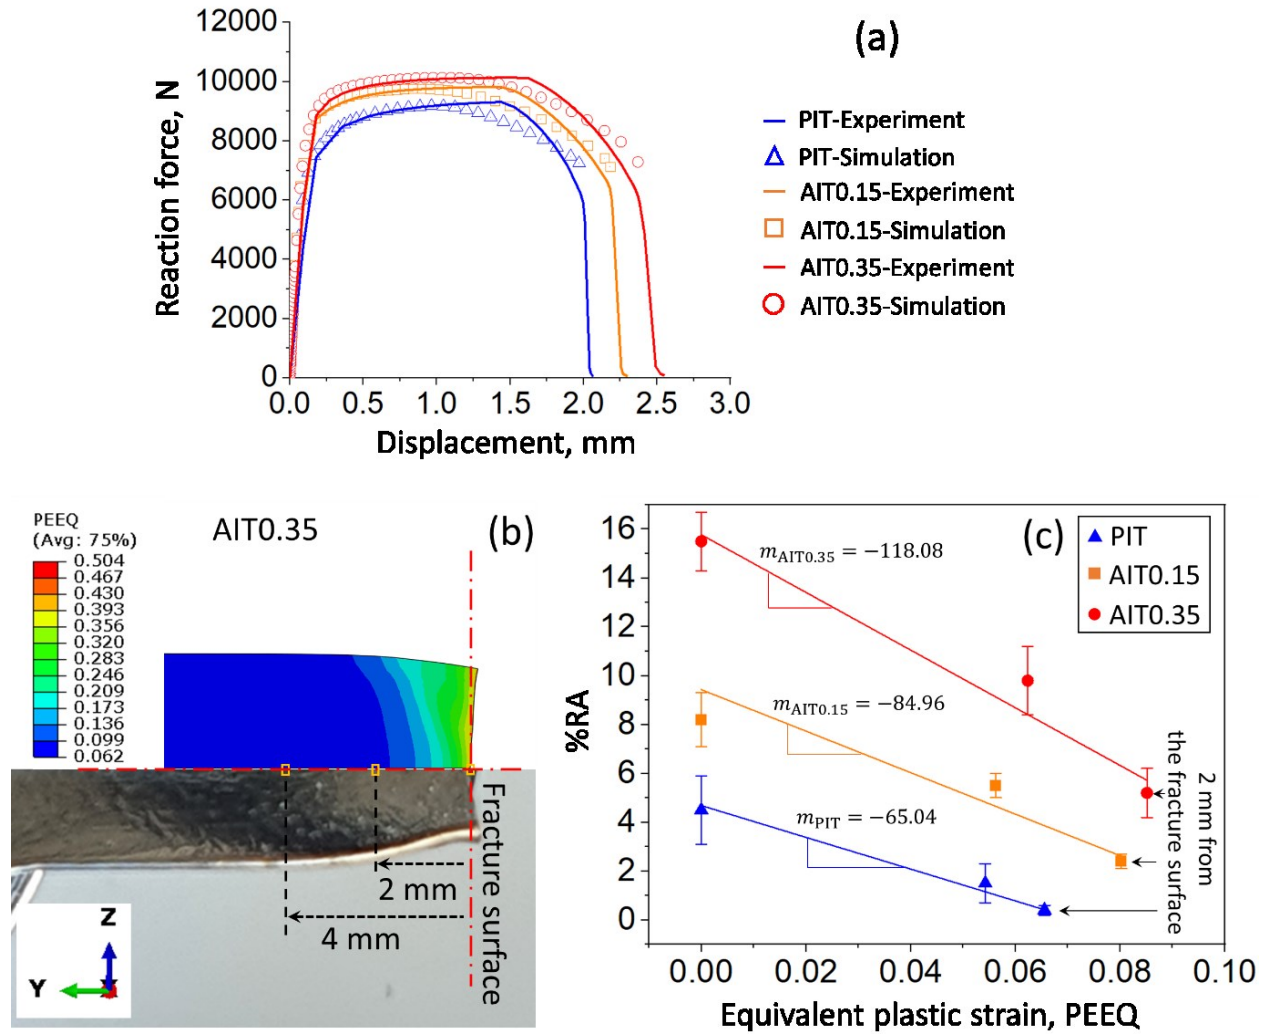 (a)
12000
10000
8000
6000
4000
2000
0
Reaction force, N
0.0 0.5 1.0 1.5 2.0 2.5 3.0
Displacement, mm
PIT-Experiment
PIT-Simulation
AIT0.15-Experiment
AIT0.15-Simulation
AIT0.35-Experiment
AIT0.35-Simulation
(b)
AIT0.35
PEEQ
(Avg: 75%)
0.504
0.467
0.430
0.393
0.356
0.320
0.283
0.246
0.209
0.173
0.136
0.099
0.062
Fracture surface
2 mm
4 mm
Z
Y
X
(c)
16
14
12
10
8
6
4
2
0
%RA
0.00 0.02 0.04 0.06 0.08 0.10
Equivalent plastic strain, PEEQ
PIT
AIT0.15
AIT0.35
m_AIT0.35 = −118.08
m_AIT0.15 = −84.96
m_PIT = −65.04
2 mm from
the fracture surface